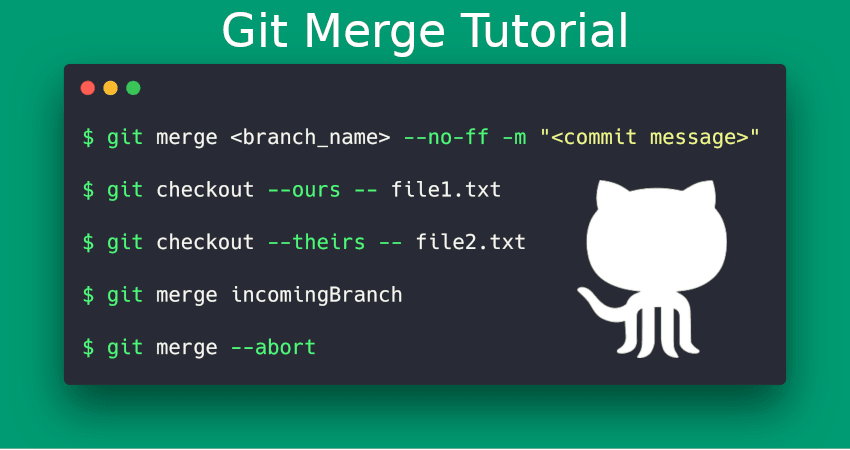 Git Merge Tutorial
$ git merge <branch_name> --no-ff -m "<commit message>"
$ git checkout --ours -- file1.txt
$ git checkout --theirs -- file2.txt
$ git merge incomingBranch
$ git merge --abort